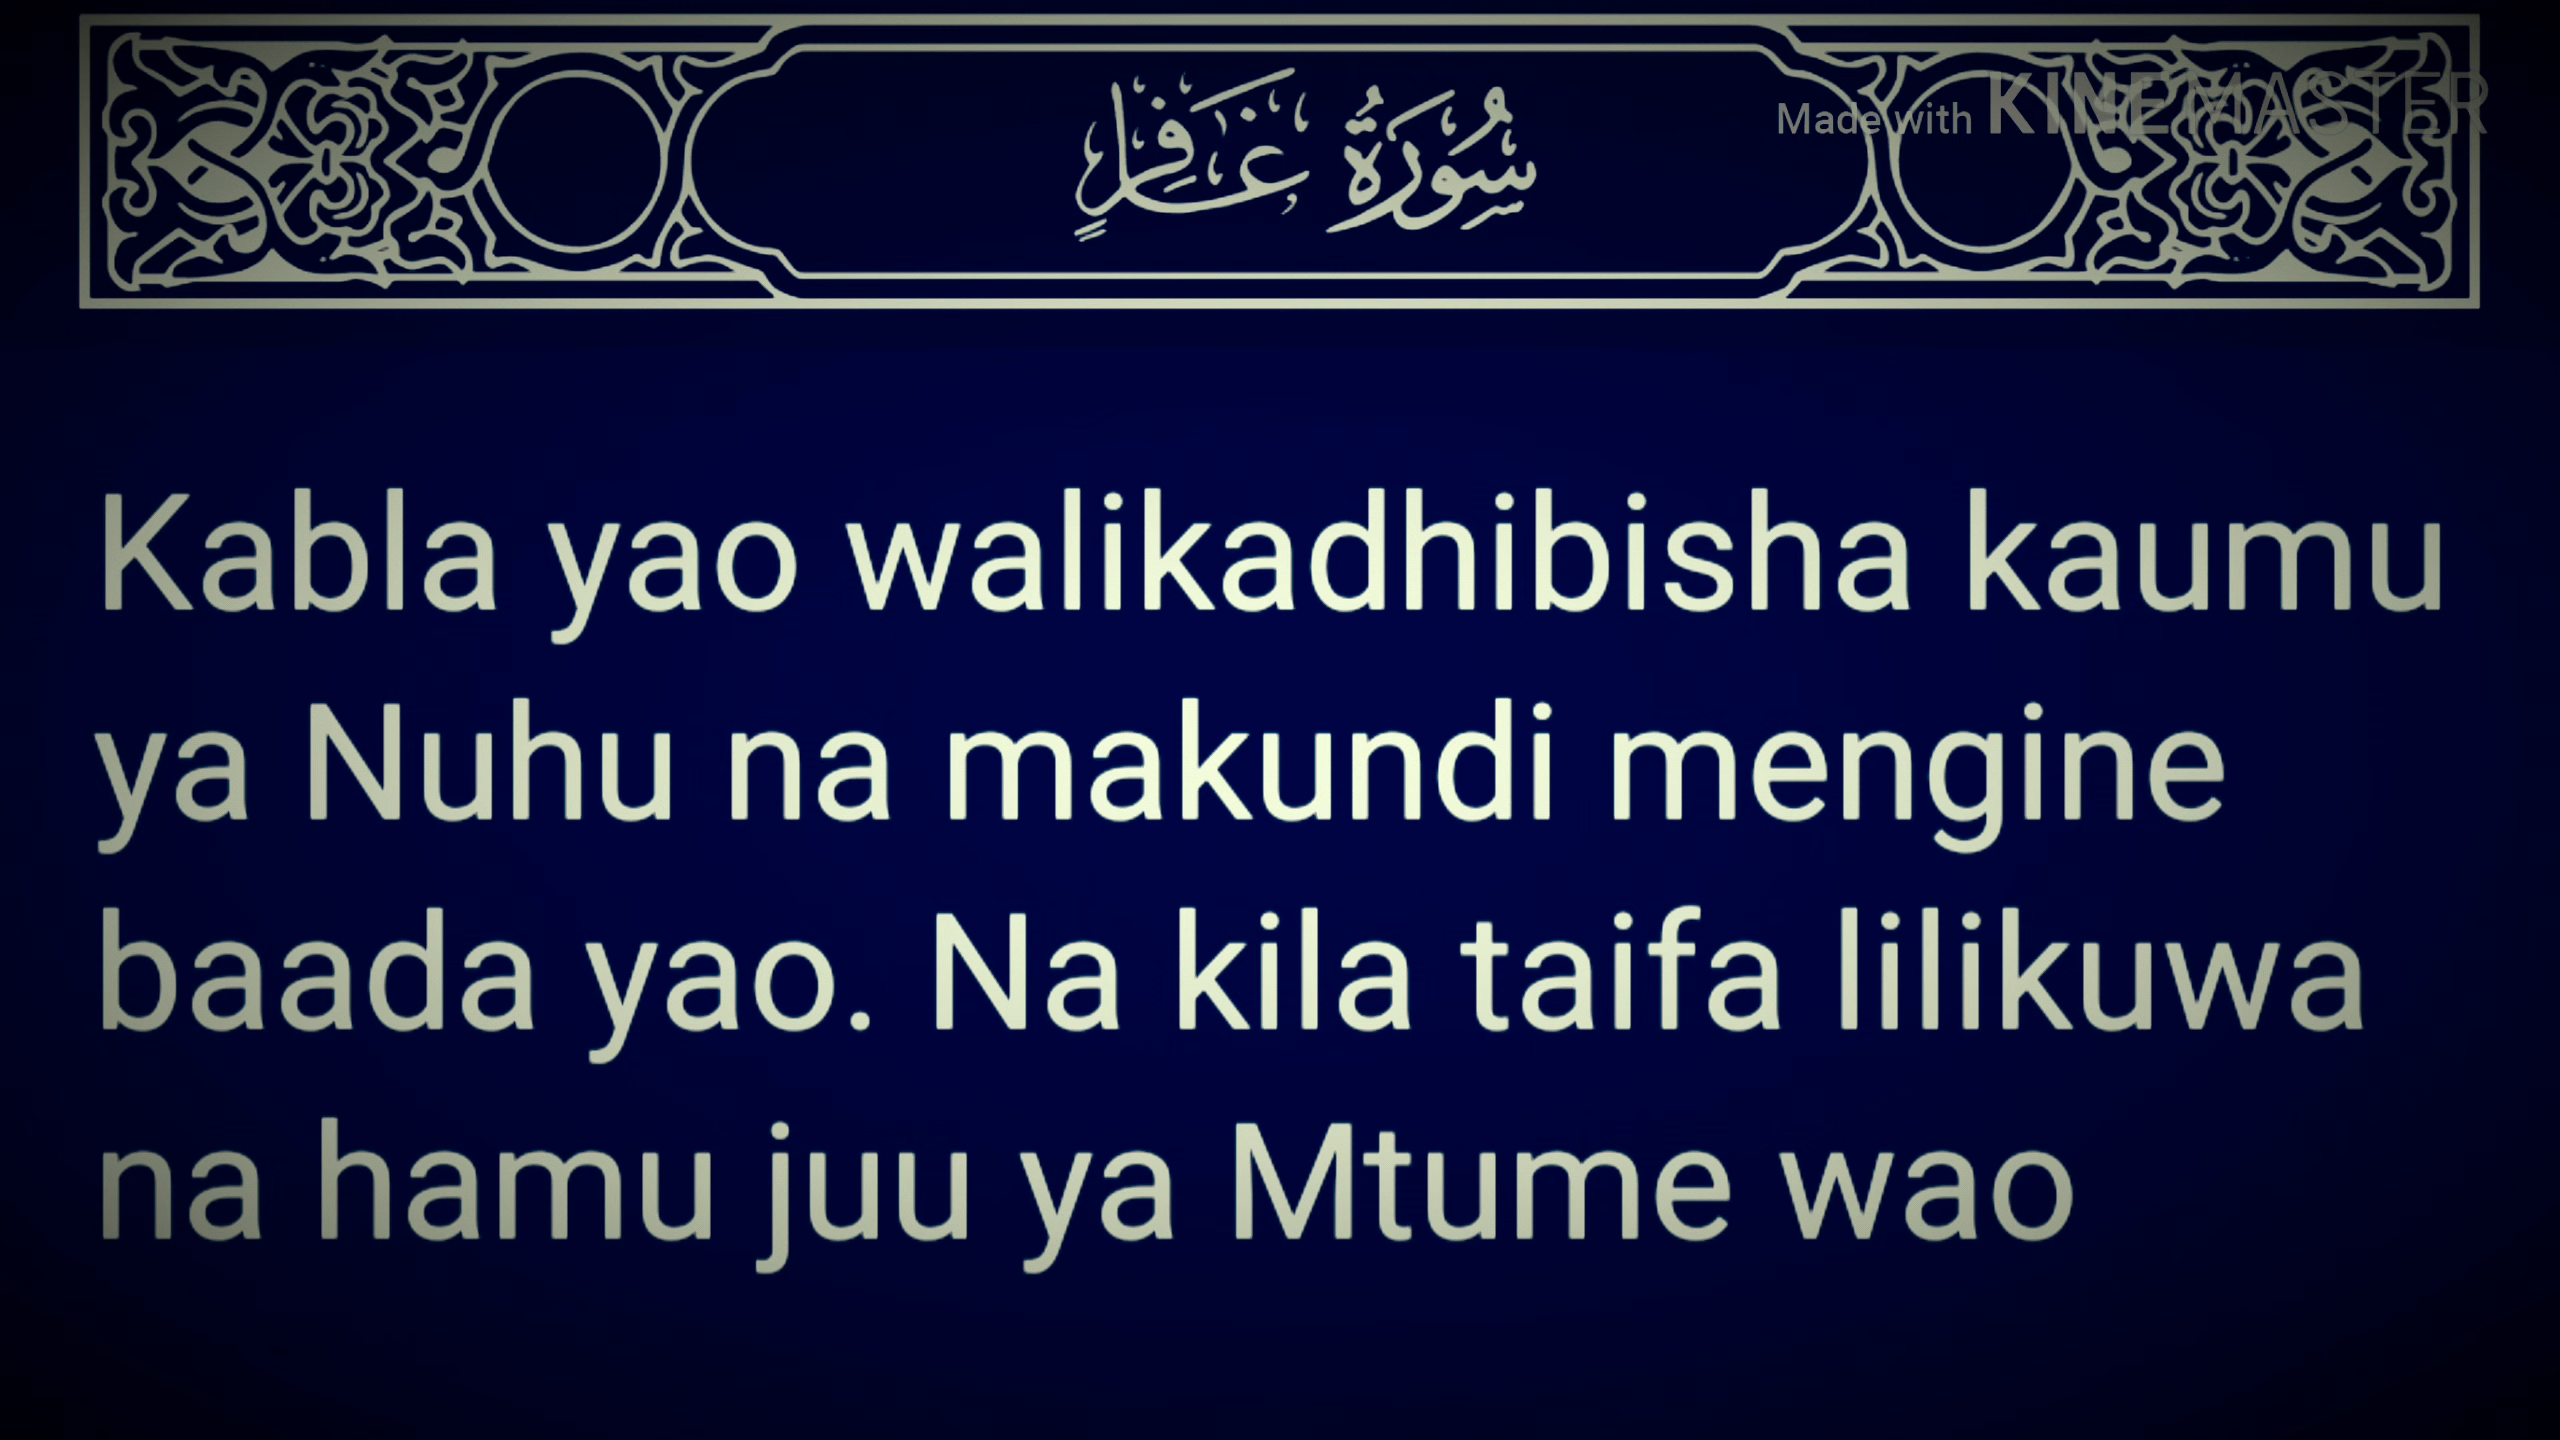 سُورَةُ غَافِرٍ
Made with KINEMASTER
Kabla yao walikadhibisha kaumu
ya Nuhu na makundi mengine
baada yao. Na kila taifa lilikuwa
na hamu juu ya Mtume wao